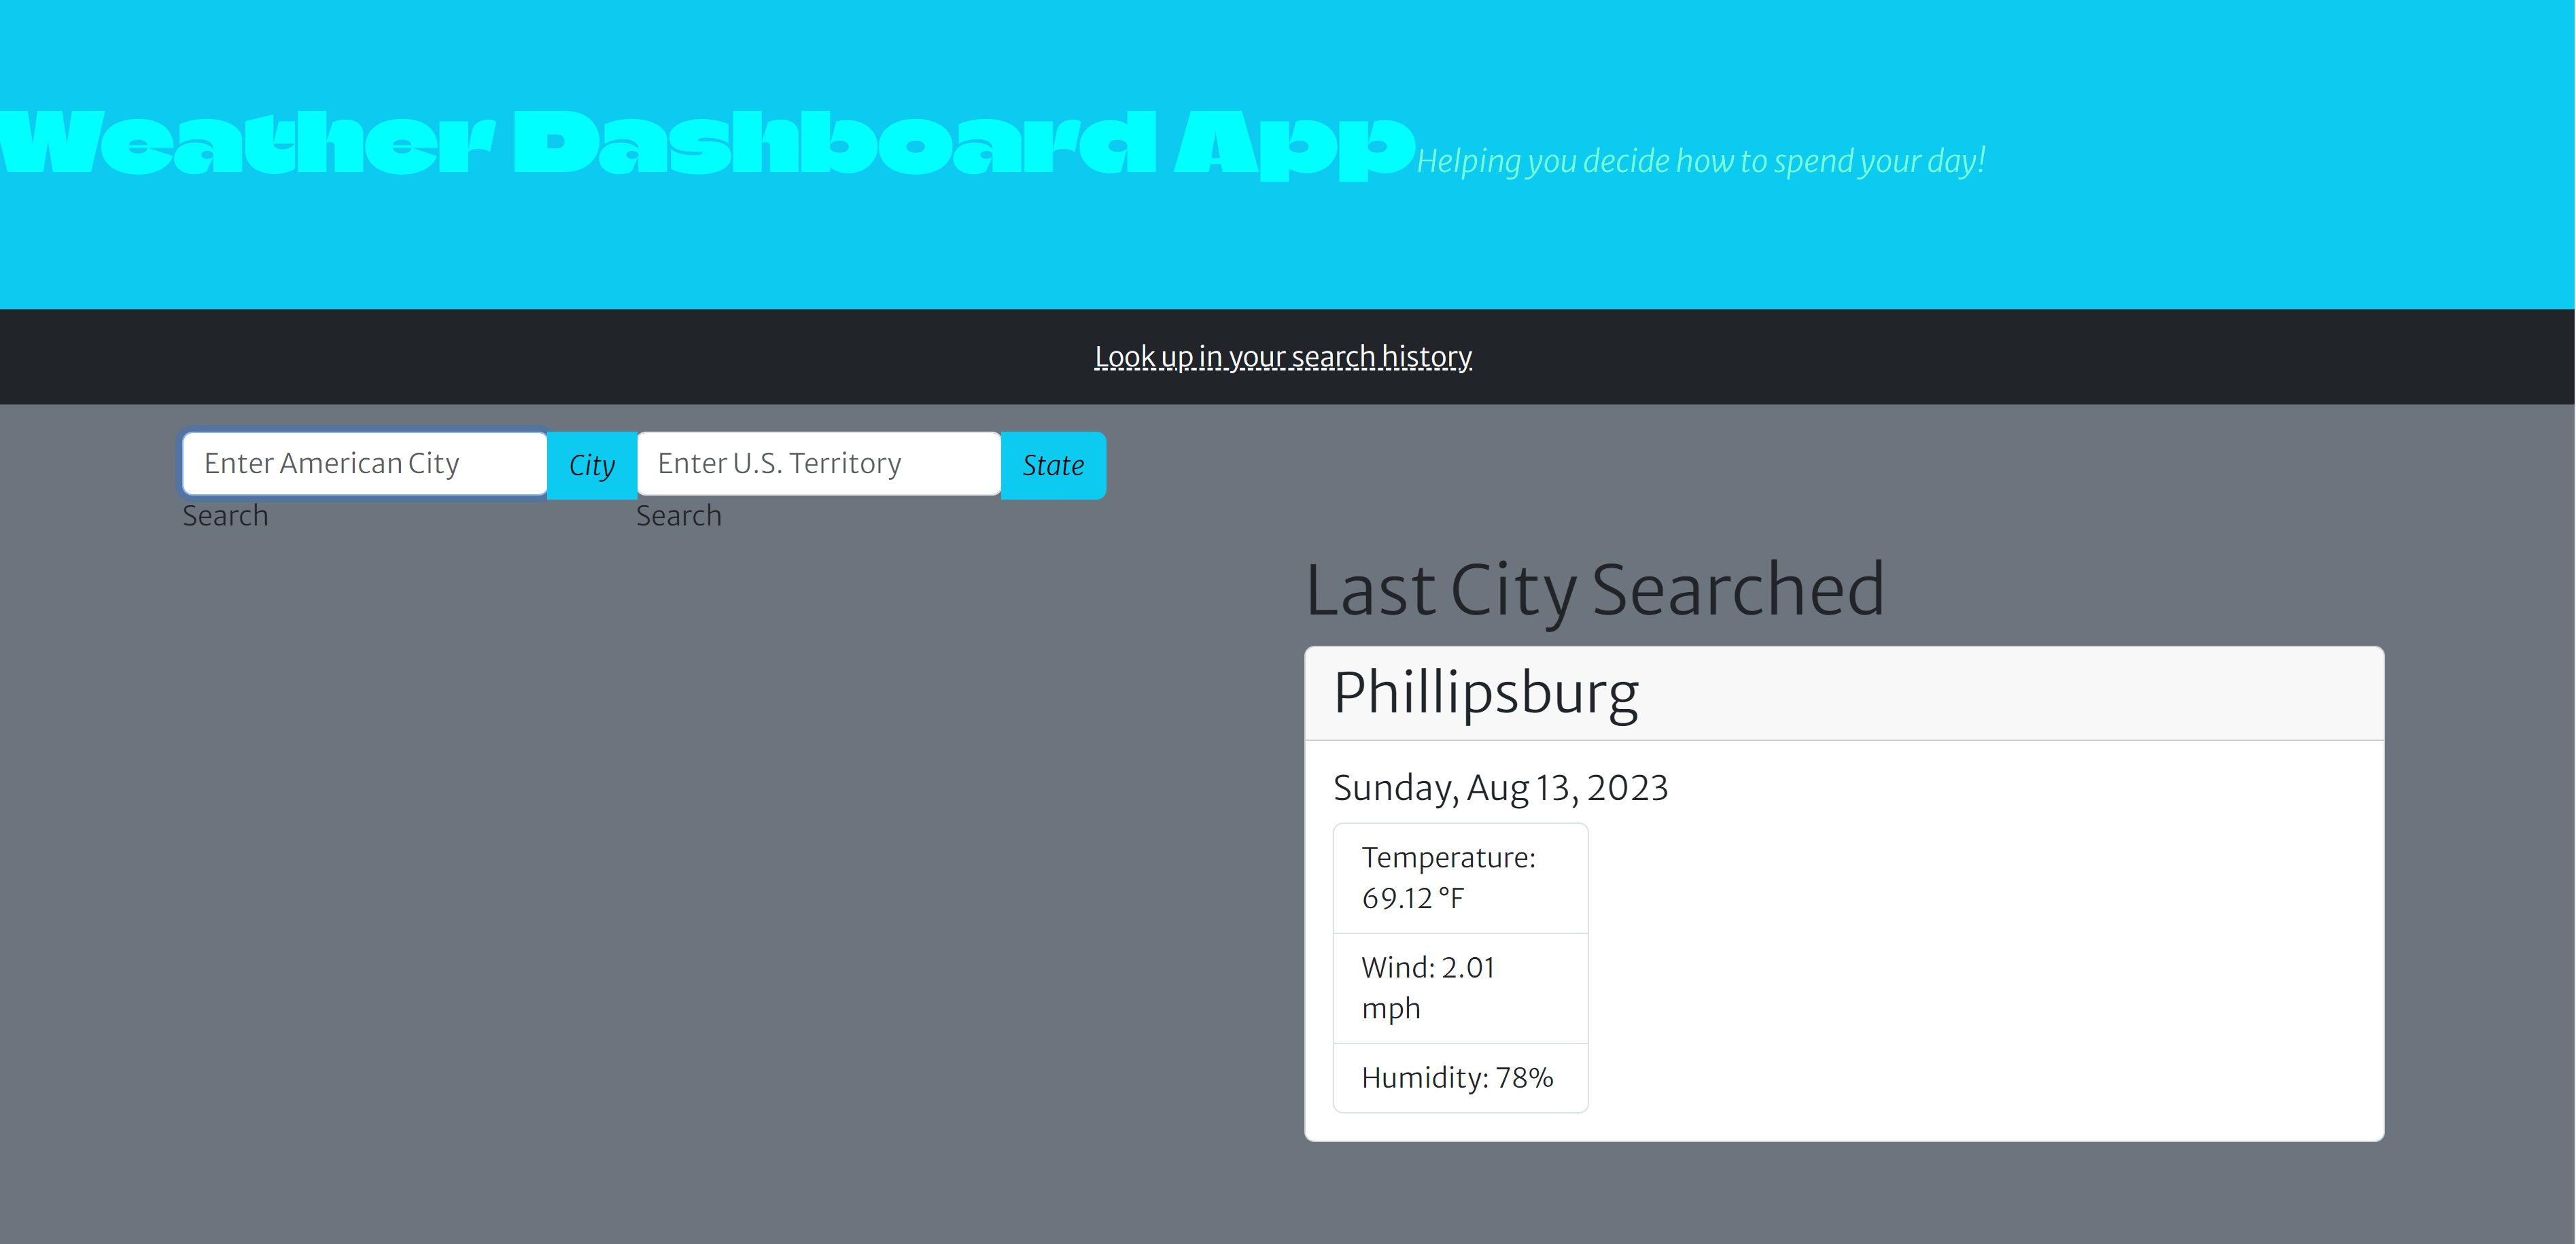 Weather Dashboard App Helping you decide how to spend your day!
Look up in your search history
Enter American City City Enter U.S. Territory State
Search Search
Last City Searched
Phillipsburg
Sunday, Aug 13, 2023
Temperature:
69.12 °F
Wind: 2.01
mph
Humidity: 78%